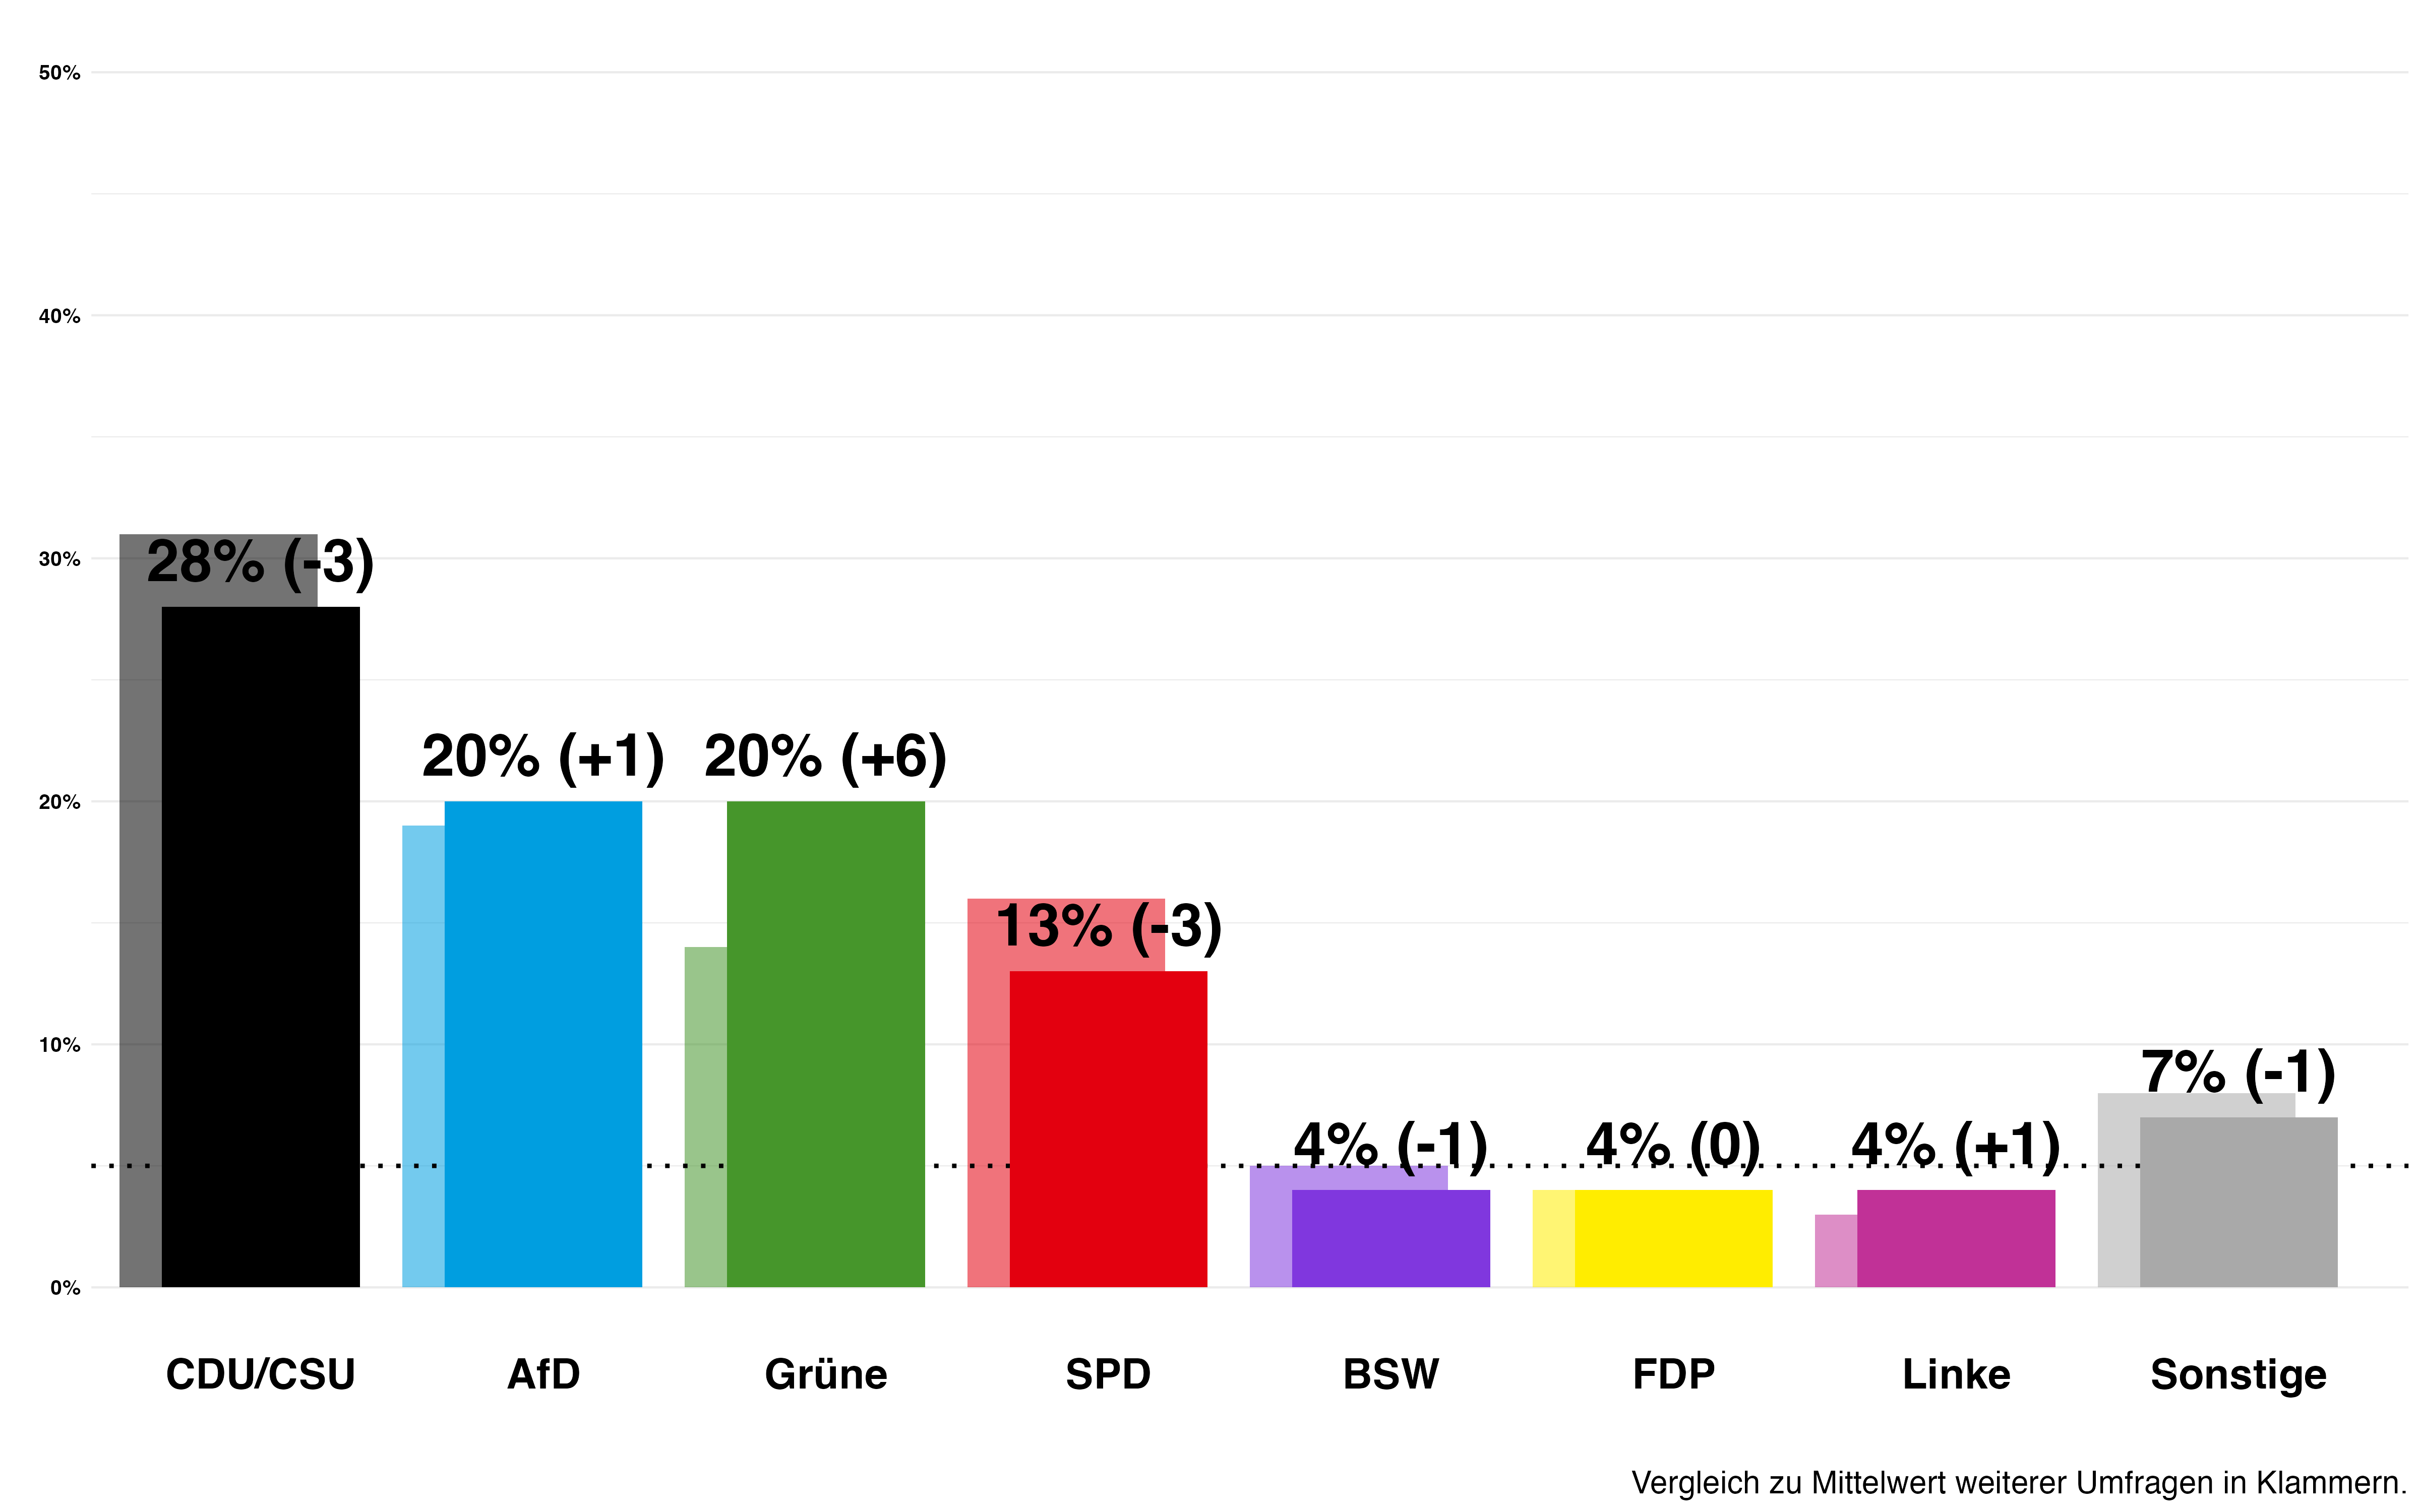 50%
40%
30%
20%
10%
0%
28% (-3)
20% (+1)
20% (+6)
13% (-3)
4% (-1)
4% (0)
4% (+1)
7% (-1)
CDU/CSU
AfD
Grüne
SPD
BSW
FDP
Linke
Sonstige
Vergleich zu Mittelwert weiterer Umfragen in Klammern.